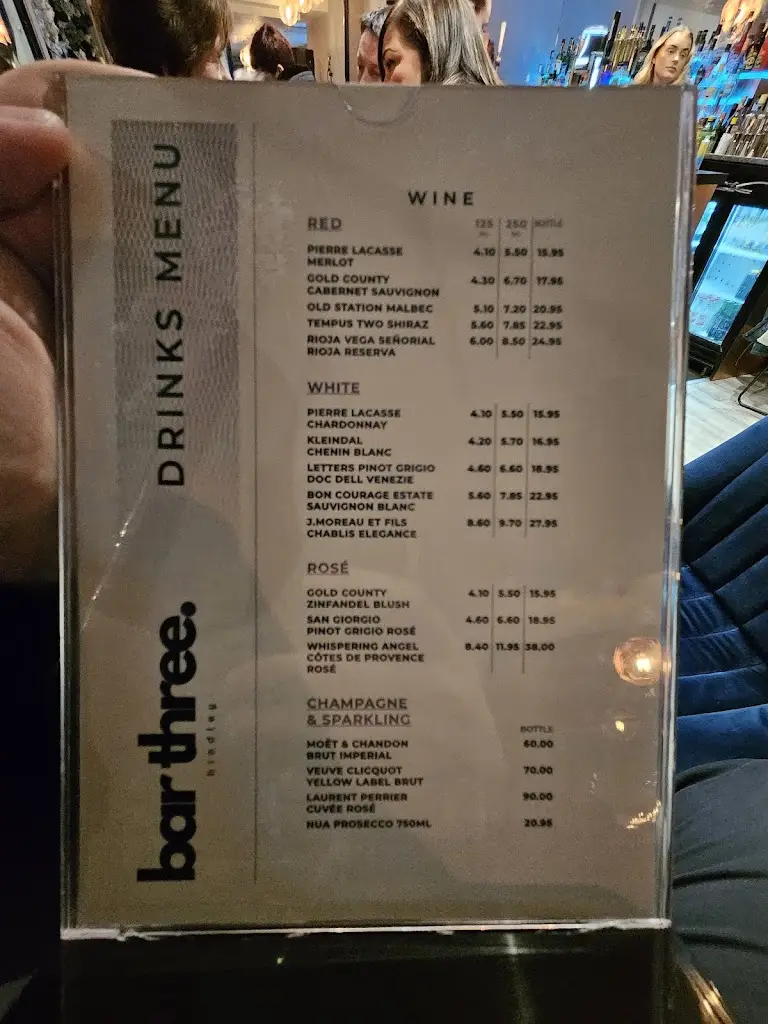 DRINKS MENU
bar three.
hindley
WINE
RED 125 250 BOTTLE
PIERRE LACASSE 4.10 5.50 15.95
MERLOT
GOLD COUNTY 4.30 6.70 17.95
CABERNET SAUVIGNON
OLD STATION MALBEC 5.10 7.20 20.95
TEMPUS TWO SHIRAZ 5.60 7.85 22.95
RIOJA VEGA SEÑORIAL 6.00 8.50 24.95
RIOJA RESERVA
WHITE
PIERRE LACASSE 4.10 5.50 15.95
CHARDONNAY
KLEINDAL 4.20 5.70 16.95
CHENIN BLANC
LETTERS PINOT GRIGIO 4.60 6.60 18.95
DOC DELL VENEZIE
BON COURAGE ESTATE 5.60 7.85 22.95
SAUVIGNON BLANC
J.MOREAU ET FILS 8.60 9.70 27.95
CHABLIS ELEGANCE
ROSÉ
GOLD COUNTY 4.10 5.50 15.95
ZINFANDEL BLUSH
SAN GIORGIO 4.60 6.60 18.95
PINOT GRIGIO ROSÉ
WHISPERING ANGEL 8.40 11.95 38.00
CÔTES DE PROVENCE
ROSÉ
CHAMPAGNE
& SPARKLING
BOTTLE
MOËT & CHANDON 60.00
BRUT IMPERIAL
VEUVE CLICQUOT 70.00
YELLOW LABEL BRUT
LAURENT PERRIER 90.00
CUVÉE ROSÉ
NUA PROSECCO 750ML 20.95